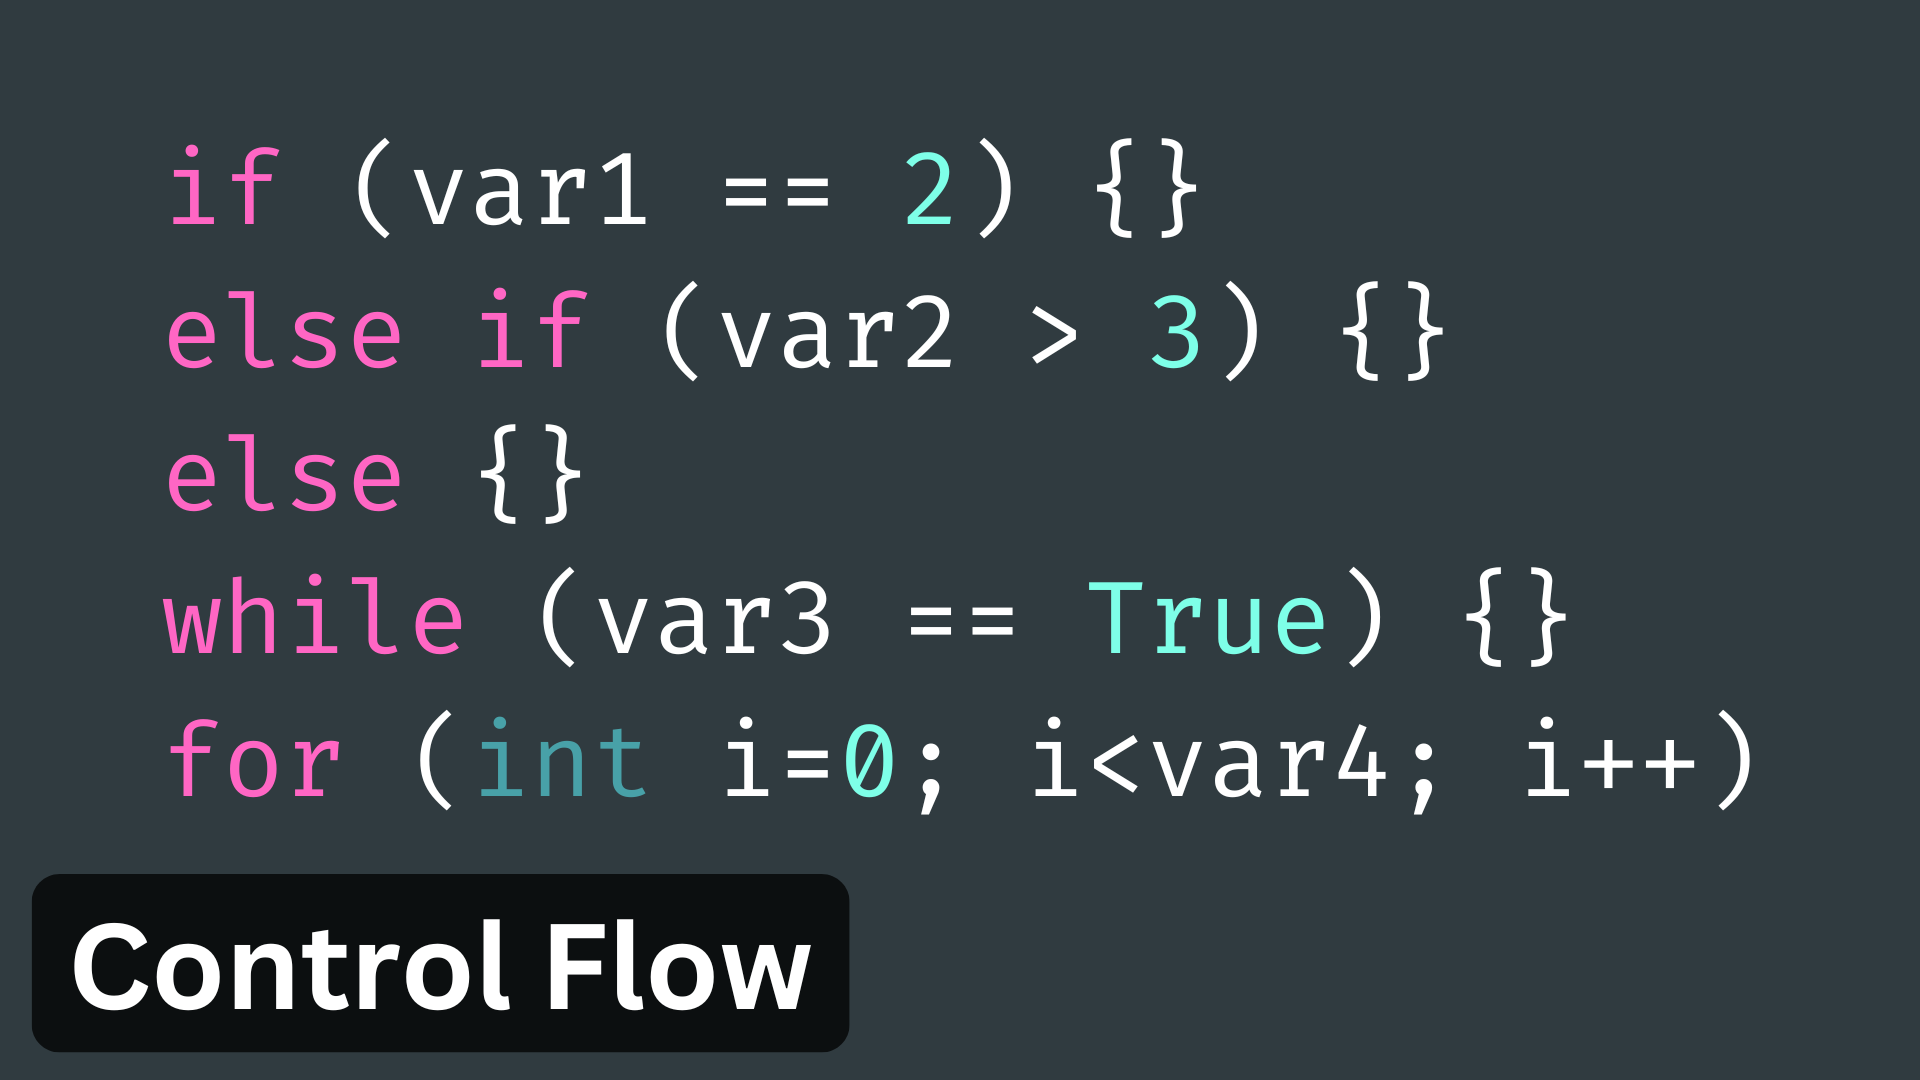 if (var1 == 2) {}
else if (var2 > 3) {}
else {}
while (var3 == True) {}
for (int i=0; i<var4; i++)
Control Flow